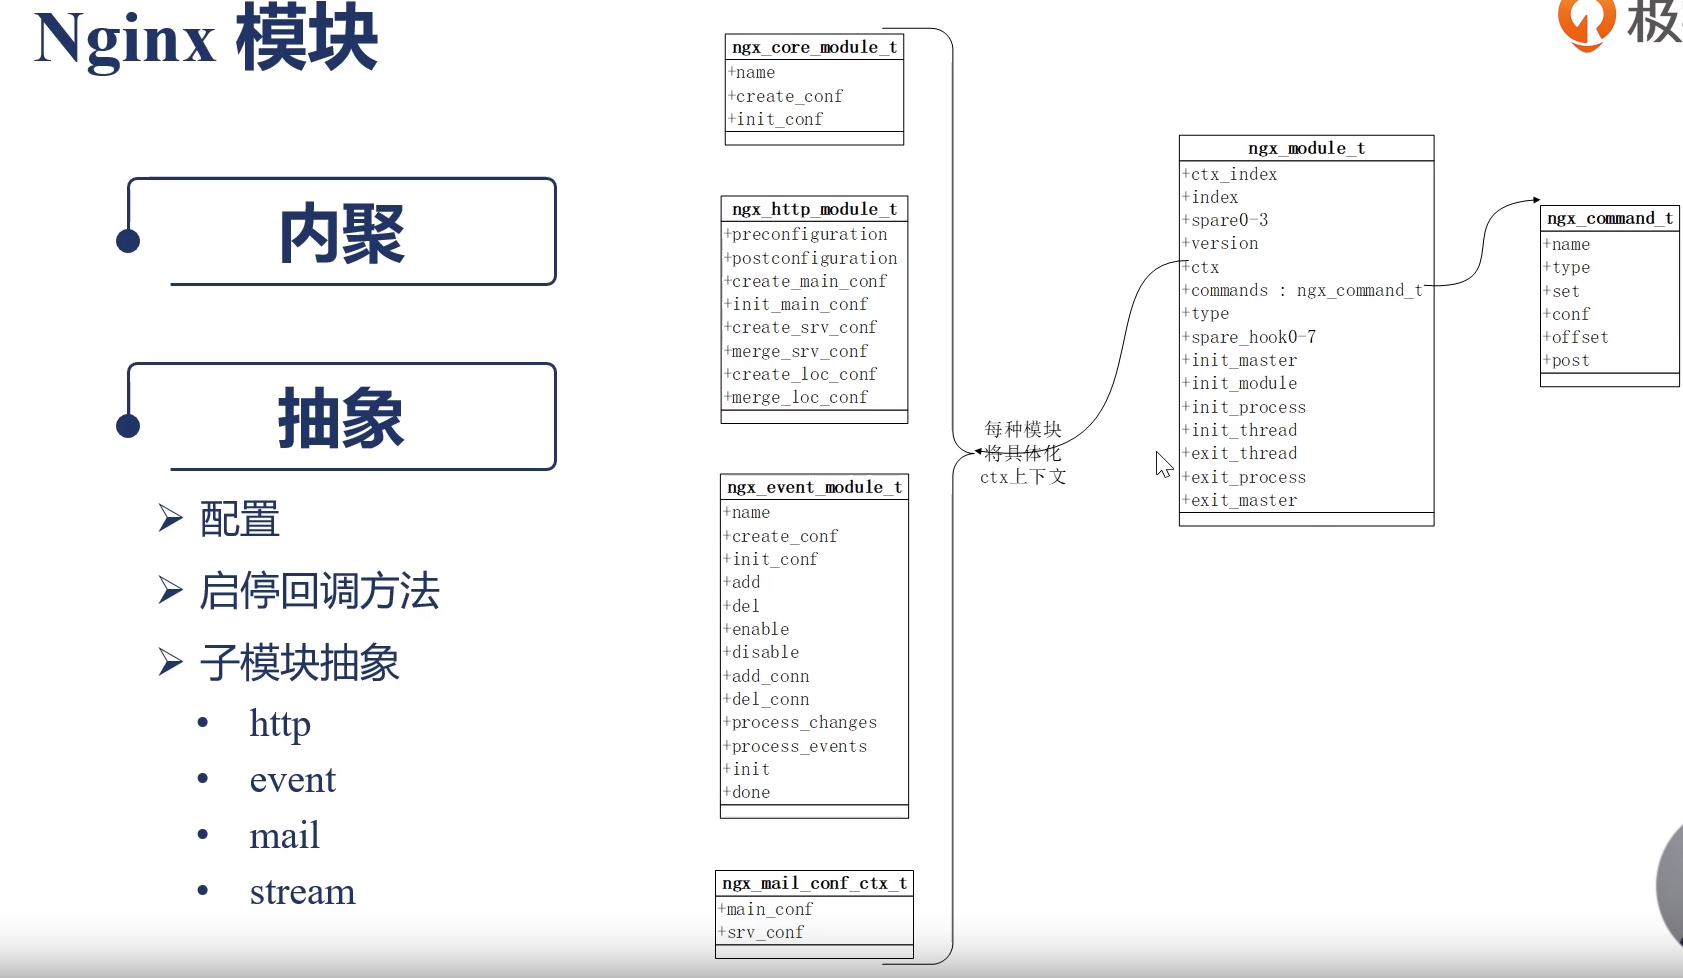 Nginx 模块
内聚
抽象
配置
启停回调方法
子模块抽象
http
event
mail
stream
ngx_core_module_t
+name
+create_conf
+init_conf
ngx_http_module_t
+preconfiguration
+postconfiguration
+create_main_conf
+init_main_conf
+create_srv_conf
+merge_srv_conf
+create_loc_conf
+merge_loc_conf
ngx_event_module_t
+name
+create_conf
+init_conf
+add
+del
+enable
+disable
+add_conn
+del_conn
+process_changes
+process_events
+init
+done
ngx_mail_conf_ctx_t
+main_conf
+srv_conf
每种模块
将具体化
ctx上下文
ngx_module_t
+ctx_index
+index
+spare0-3
+version
+ctx
+commands : ngx_command_t
+type
+spare_hook0-7
+init_master
+init_module
+init_process
+init_thread
+exit_thread
+exit_process
+exit_master
ngx_command_t
+name
+type
+set
+conf
+offset
+post
极